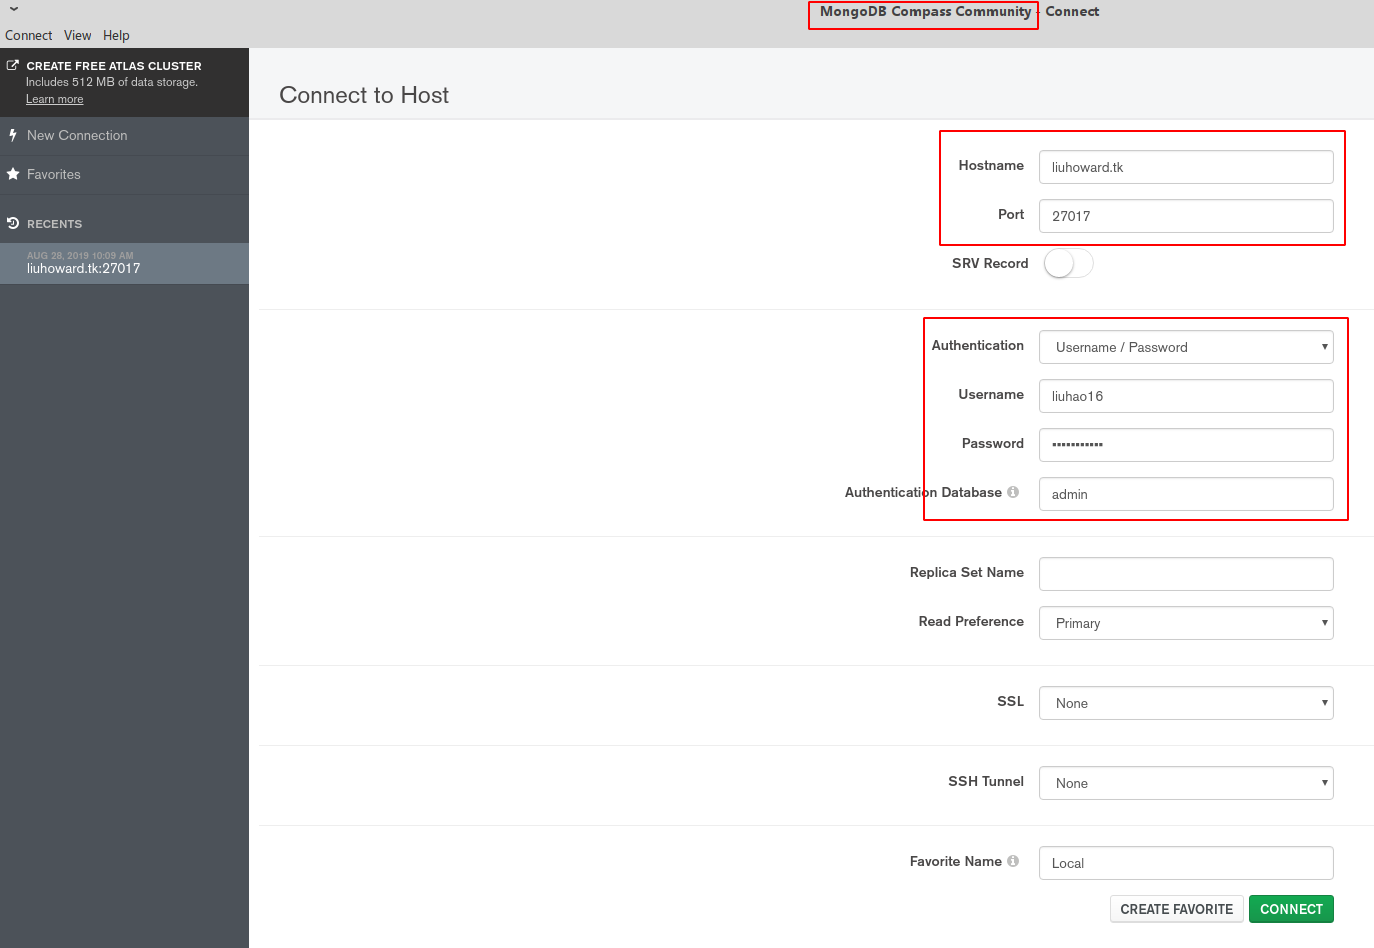 MongoDB Compass Community - Connect
Connect View Help
CREATE FREE ATLAS CLUSTER
Includes 512 MB of data storage.
Learn more
New Connection
Favorites
RECENTS
AUG 28, 2019 10:09 AM
liuhoward.tk:27017
Connect to Host
Hostname liuhoward.tk
Port 27017
SRV Record
Authentication Username / Password
Username liuhao16
Password •••••••••••
Authentication Database admin
Replica Set Name
Read Preference Primary
SSL None
SSH Tunnel None
Favorite Name Local
CREATE FAVORITE CONNECT